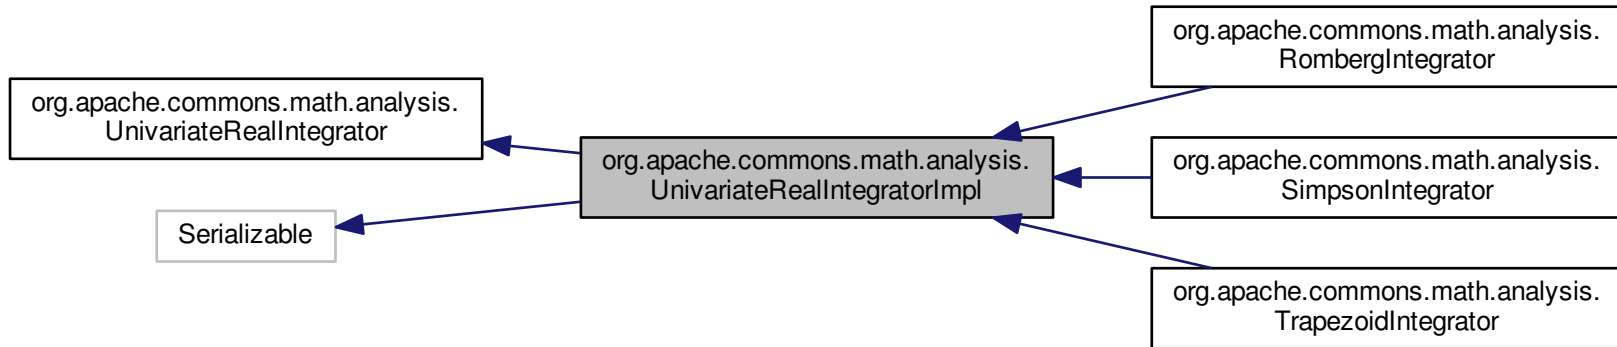 org.apache.commons.math.analysis.
UnivariateRealIntegrator
Serializable
org.apache.commons.math.analysis.
UnivariateRealIntegratorImpl
org.apache.commons.math.analysis.
RombergIntegrator
org.apache.commons.math.analysis.
SimpsonIntegrator
org.apache.commons.math.analysis.
TrapezoidIntegrator